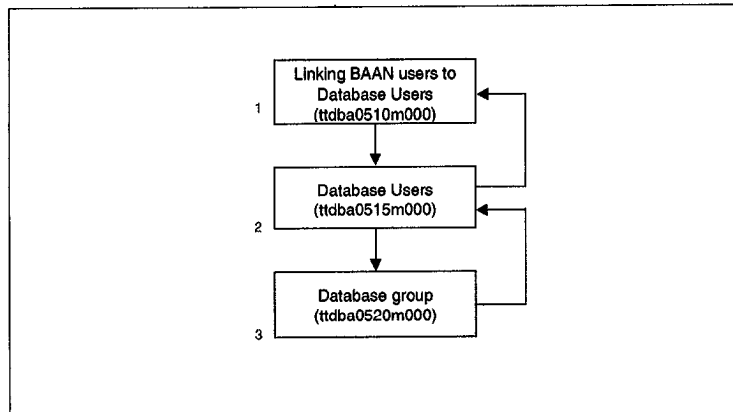 Linking BAAN users to
Database Users
(ttdba0510m000)
1
Database Users
(ttdba0515m000)
2
Database group
(ttdba0520m000)
3